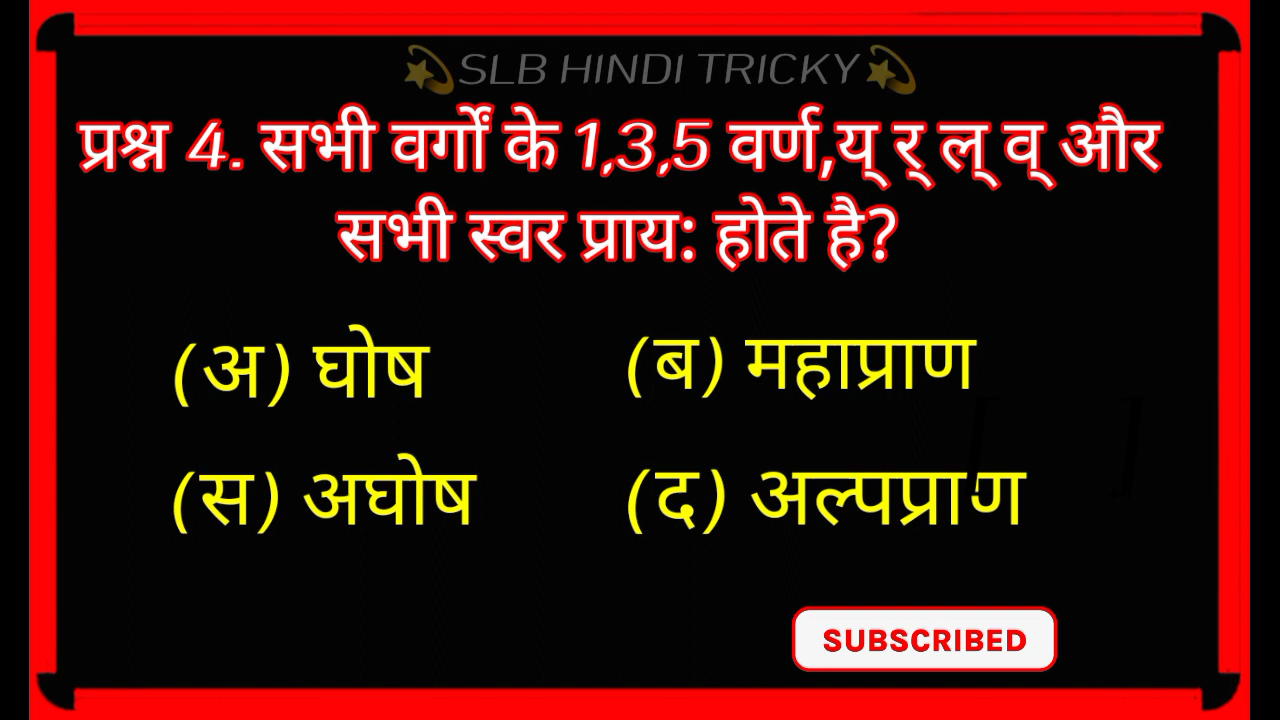 SLB HINDI TRICKY
प्रश्न 4. सभी वर्गों के 1,3,5 वर्ण,य् र् ल् व् और
सभी स्वर प्राय: होते है?
(अ) घोष (ब) महाप्राण
(स) अघोष (द) अल्पप्राण
SUBSCRIBED